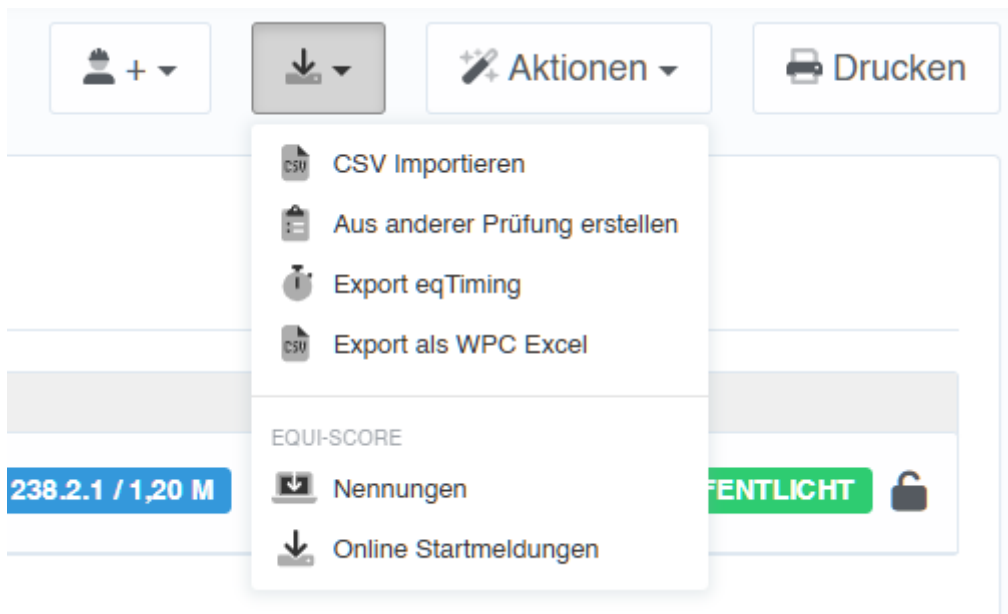 +
Aktionen
Drucken
CSV Importieren
Aus anderer Prüfung erstellen
Export eqTiming
Export als WPC Excel
EQUI-SCORE
238.2.1 / 1,20 M
Nennungen
FENTLICHT
Online Startmeldungen